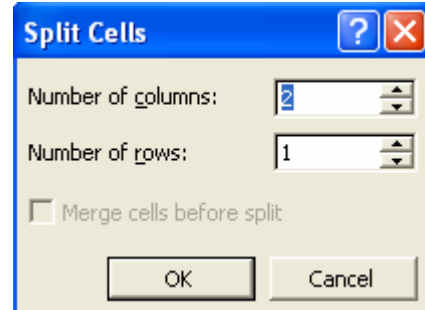 Split Cells
Number of columns: 2
Number of rows: 1
Merge cells before split
OK Cancel